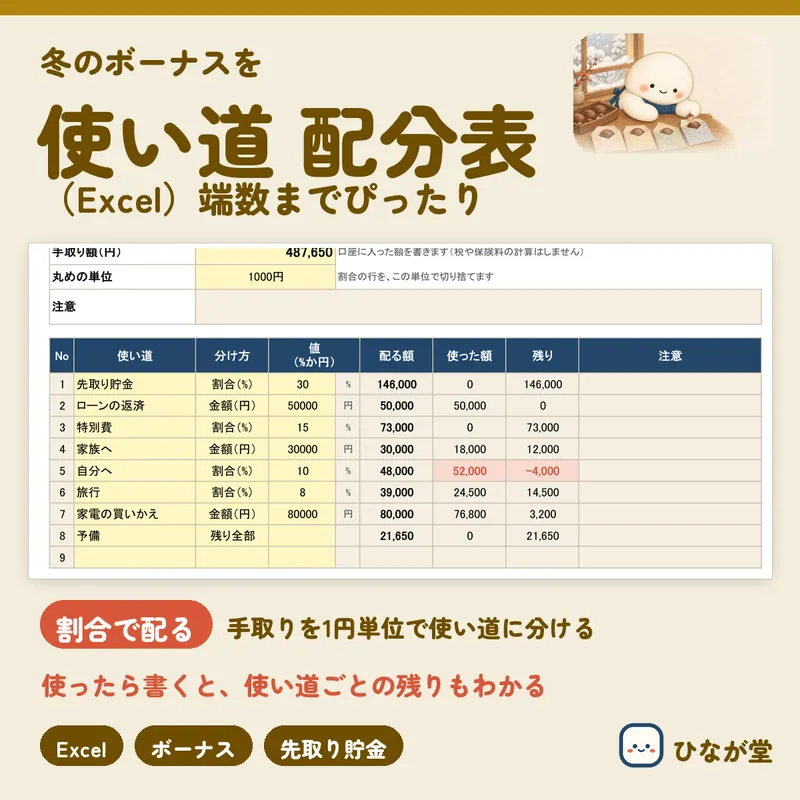 冬のボーナスを
使い道 配分表
（Excel）端数までぴったり
手取り額(円) 487,650 口座に入った額を書きます(税や保険料の計算はしません)
丸めの単位 1000円 割合の行を、この単位で切り捨てます
注意
No 使い道 分け方 値(%か円) 配る額 使った額 残り 注意
1 先取り貯金 割合(%) 30 % 146,000 0 146,000
2 ローンの返済 金額(円) 50000 円 50,000 50,000 0
3 特別費 割合(%) 15 % 73,000 0 73,000
4 家族へ 金額(円) 30000 円 30,000 18,000 12,000
5 自分へ 割合(%) 10 % 48,000 52,000 -4,000
6 旅行 割合(%) 8 % 39,000 24,500 14,500
7 家電の買いかえ 金額(円) 80000 円 80,000 76,800 3,200
8 予備 残り全部 21,650 0 21,650
9
割合で配る 手取りを1円単位で使い道に分ける
使ったら書くと、使い道ごとの残りもわかる
Excel ボーナス 先取り貯金
ひなが堂